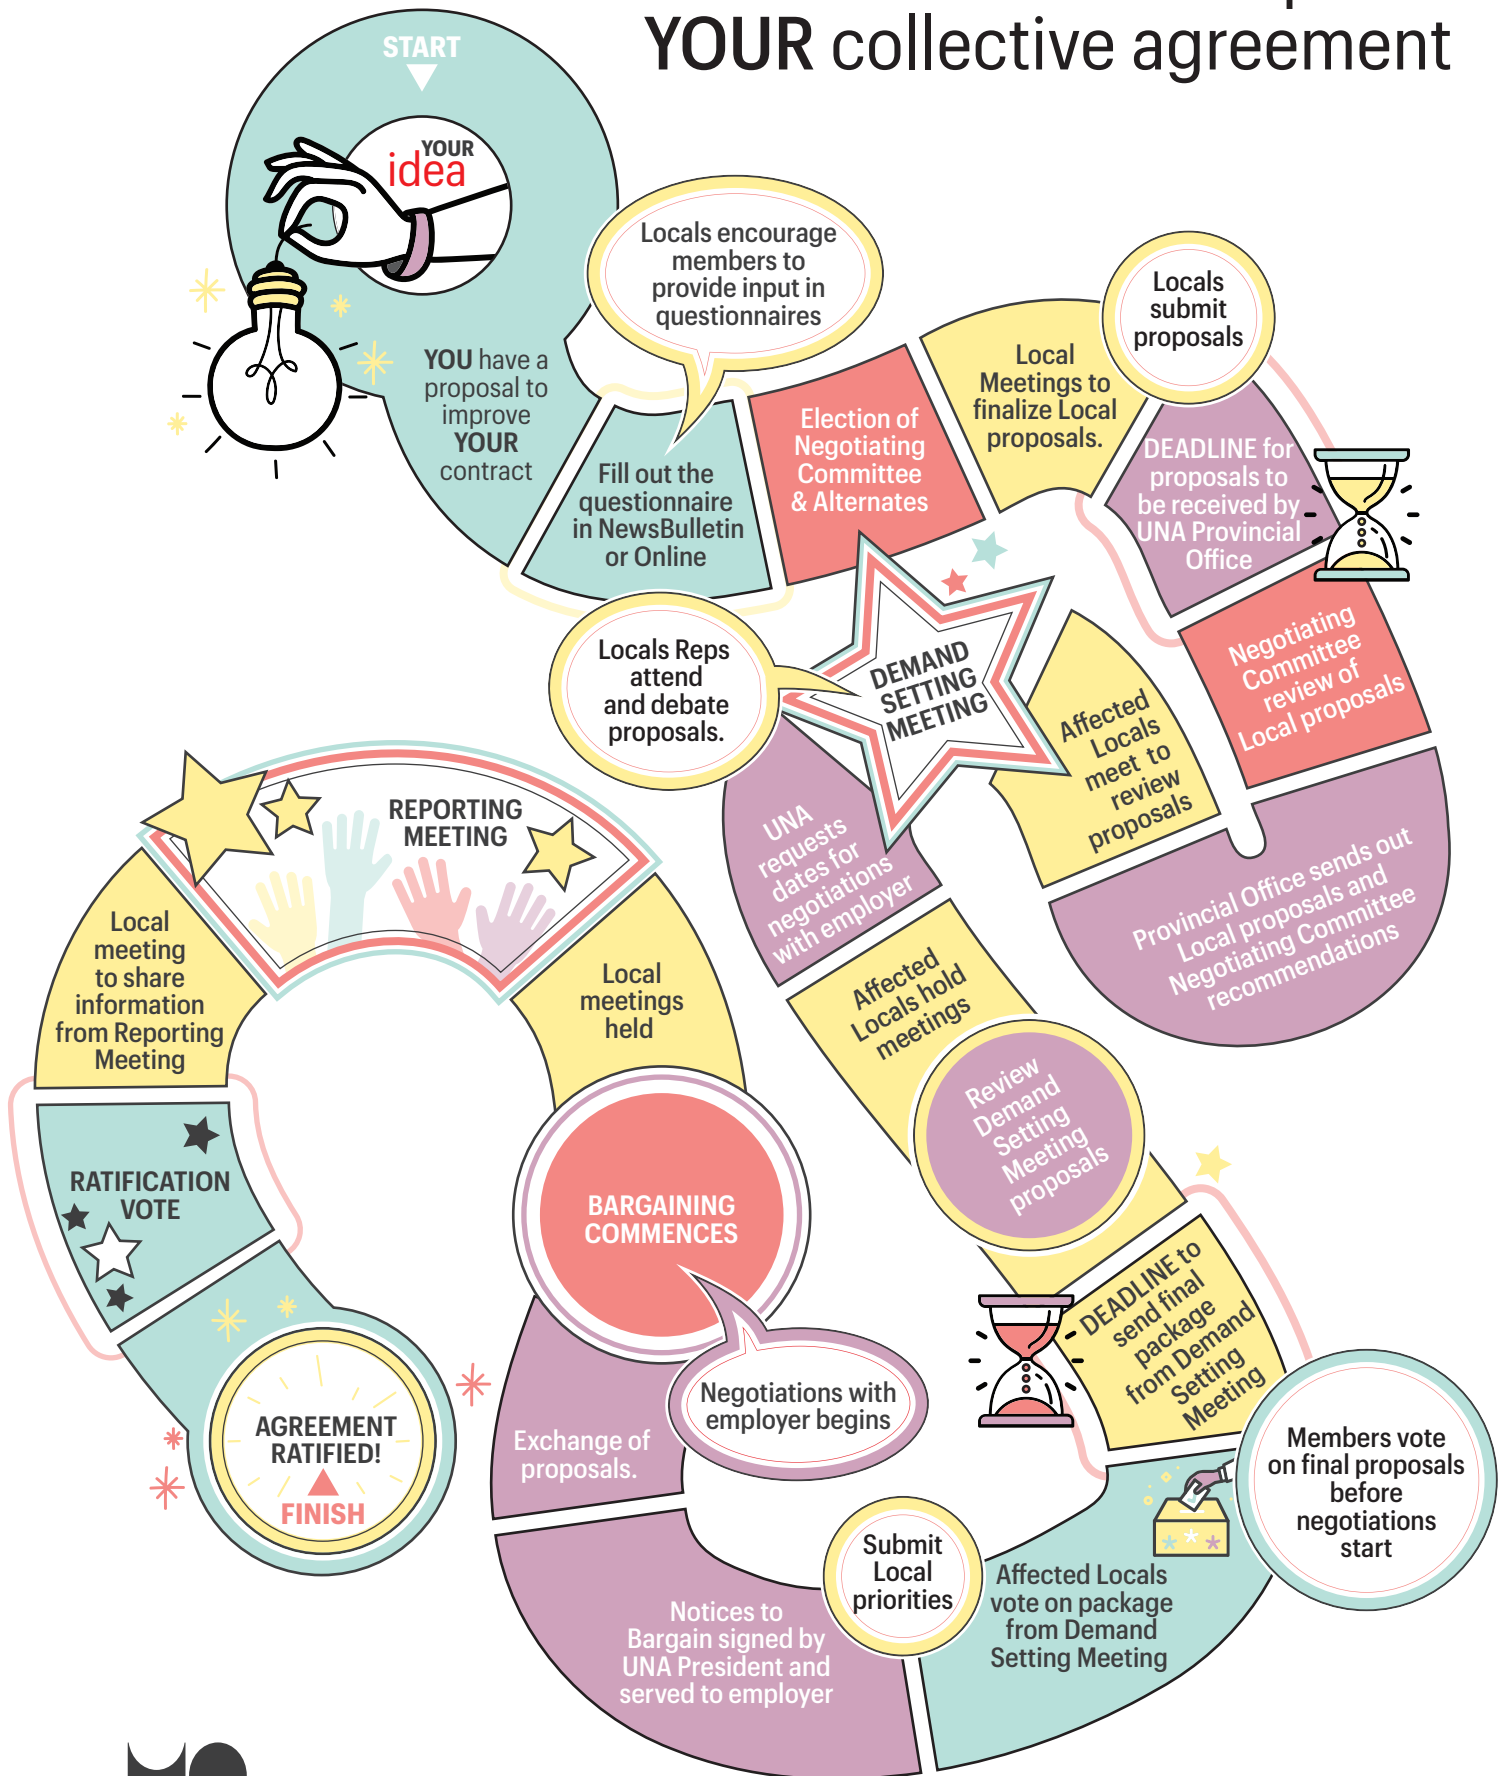 YOUR collective agreement
START
YOUR
idea
YOU have a
proposal to
improve
YOUR
contract
Locals encourage
members to
provide input in
questionnaires
Fill out the
questionnaire
in NewsBulletin
or Online
Election of
Negotiating
Committee
& Alternates
Local
Meetings to
finalize Local
proposals.
Locals
submit
proposals
DEADLINE for
proposals to
be received by
UNA Provincial
Office
Negotiating
Committee
review of
Local proposals
Provincial Office sends out
Local proposals and
Negotiating Committee
recommendations
Affected
Locals
meet to
review
proposals
DEMAND
SETTING
MEETING
Locals Reps
attend
and debate
proposals.
UNA
requests
dates for
negotiations
with employer
Affected
Locals hold
meetings
Review
Demand
Setting
Meeting
proposals
DEADLINE to
send final
package
from Demand
Setting
Meeting
Members vote
on final proposals
before
negotiations
start
Affected Locals
vote on package
from Demand
Setting Meeting
Submit
Local
priorities
Notices to
Bargain signed by
UNA President and
served to employer
Exchange of
proposals.
Negotiations with
employer begins
BARGAINING
COMMENCES
Local
meetings
held
REPORTING
MEETING
Local
meeting
to share
information
from Reporting
Meeting
RATIFICATION
VOTE
AGREEMENT
RATIFIED!
FINISH